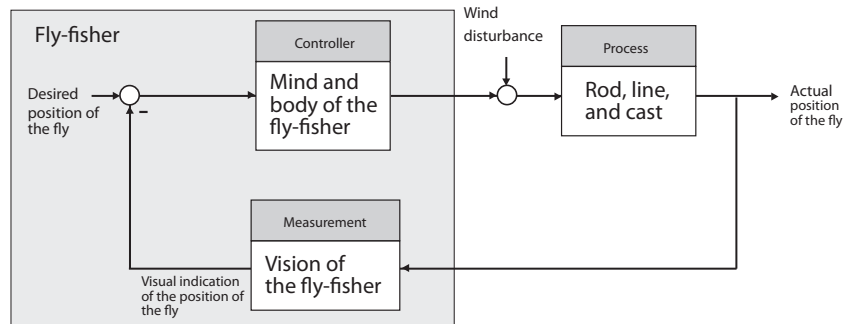 Fly-fisher
Controller
Mind and
body of the
fly-fisher
Wind
disturbance
Process
Rod, line,
and cast
Desired
position of
the fly
–
Actual
position
of the fly
Measurement
Vision of
the fly-fisher
Visual indication
of the position of
the fly